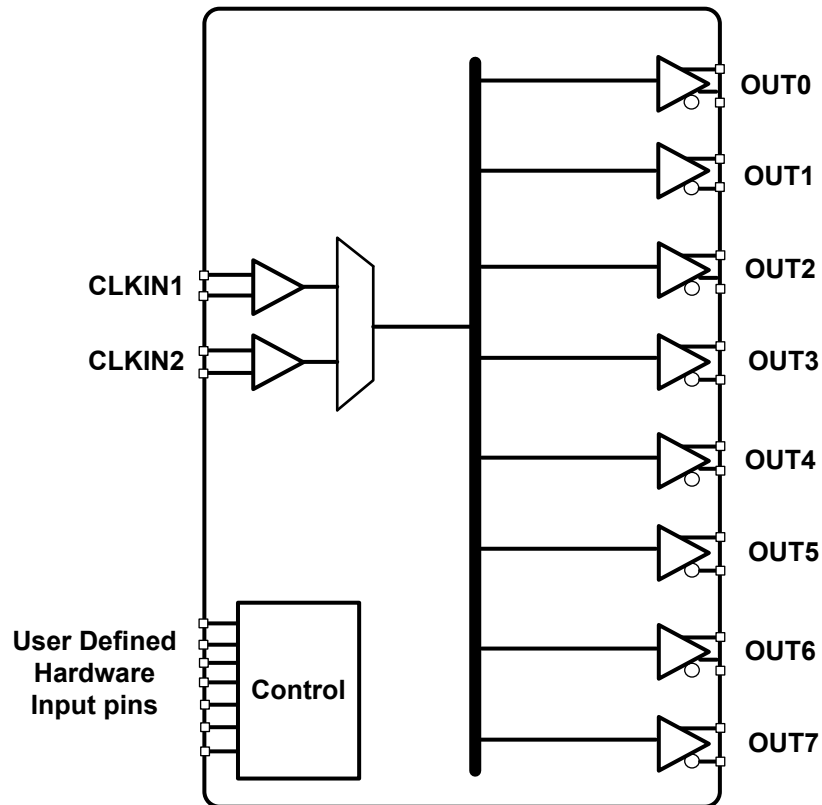 OUT0
OUT1
CLKIN1
OUT2
CLKIN2
OUT3
OUT4
OUT5
User Defined
Hardware
Input pins
Control
OUT6
OUT7